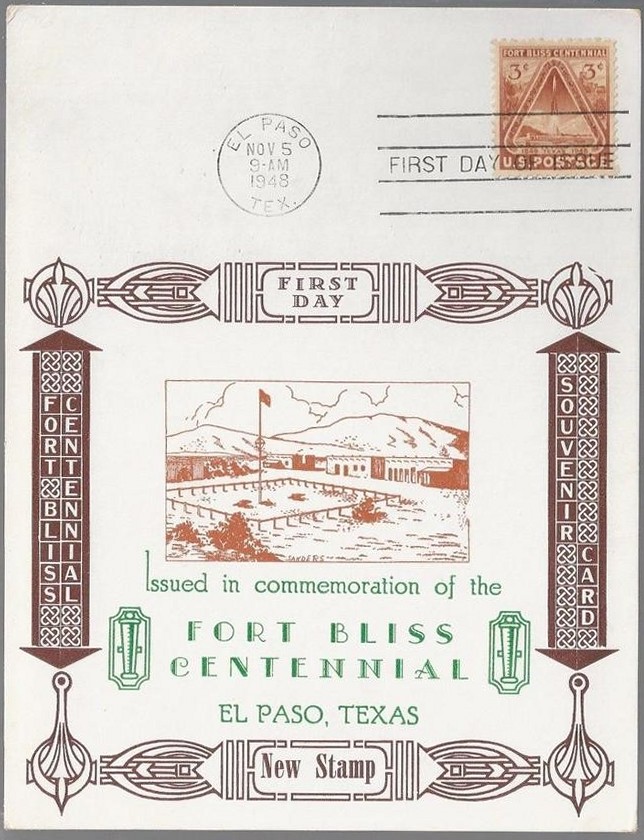 FORT BLISS CENTENNIAL
3¢ 3¢
1848 1948
U.S. POSTAGE
EL PASO
NOV 5
9-AM
1948
TEX.
FIRST DAY OF ISSUE
FIRST
DAY
FORT BLISS
CENTENNIAL
SOUVENIR
CARD
SANDERS
Issued in commemoration of the
FORT BLISS
CENTENNIAL
EL PASO, TEXAS
New Stamp